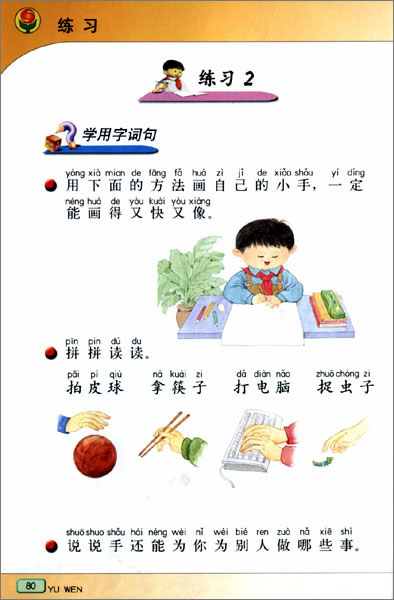 练习
练习 2
学用字词句
yòng xià mian de fāng fǎ huà zì jǐ de xiǎo shǒu yí dìng
用下面的方法画自己的小手，一定
néng huà de yòu kuài yòu xiàng
能画得又快又像。
pīn pin dú du
拼拼读读。
pāi pí qiú ná kuài zi dǎ diàn nǎo zhuō chóng zi
拍皮球 拿筷子 打电脑 捉虫子
shuō shuo shǒu hái néng wèi nǐ wèi bié ren zuò nǎ xiē shì
说说手还能为你为别人做哪些事。
80 YU WEN